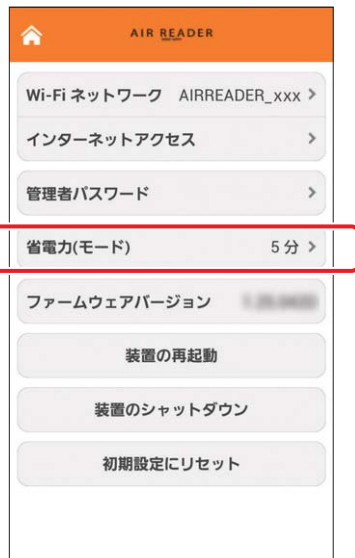 AIR READER
Wi-Fi ネットワーク AIRREADER_xxx >
インターネットアクセス >
管理者パスワード >
省電力(モード) 5 分 >
ファームウェアバージョン
装置の再起動
装置のシャットダウン
初期設定にリセット